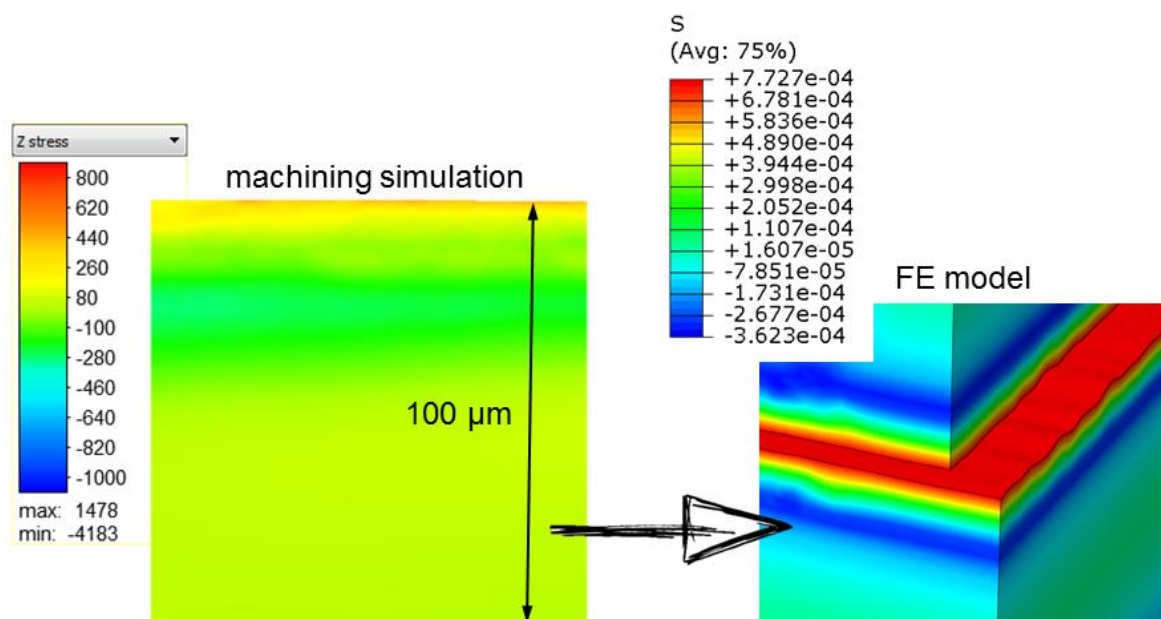 S
(Avg: 75%)
+7.727e-04
+6.781e-04
+5.836e-04
+4.890e-04
+3.944e-04
+2.998e-04
+2.052e-04
+1.107e-04
+1.607e-05
-7.851e-05
-1.731e-04
-2.677e-04
-3.623e-04
Z stress
800
620
440
260
80
-100
-280
-460
-640
-820
-1000
max: 1478
min: -4183
machining simulation
100 µm
FE model